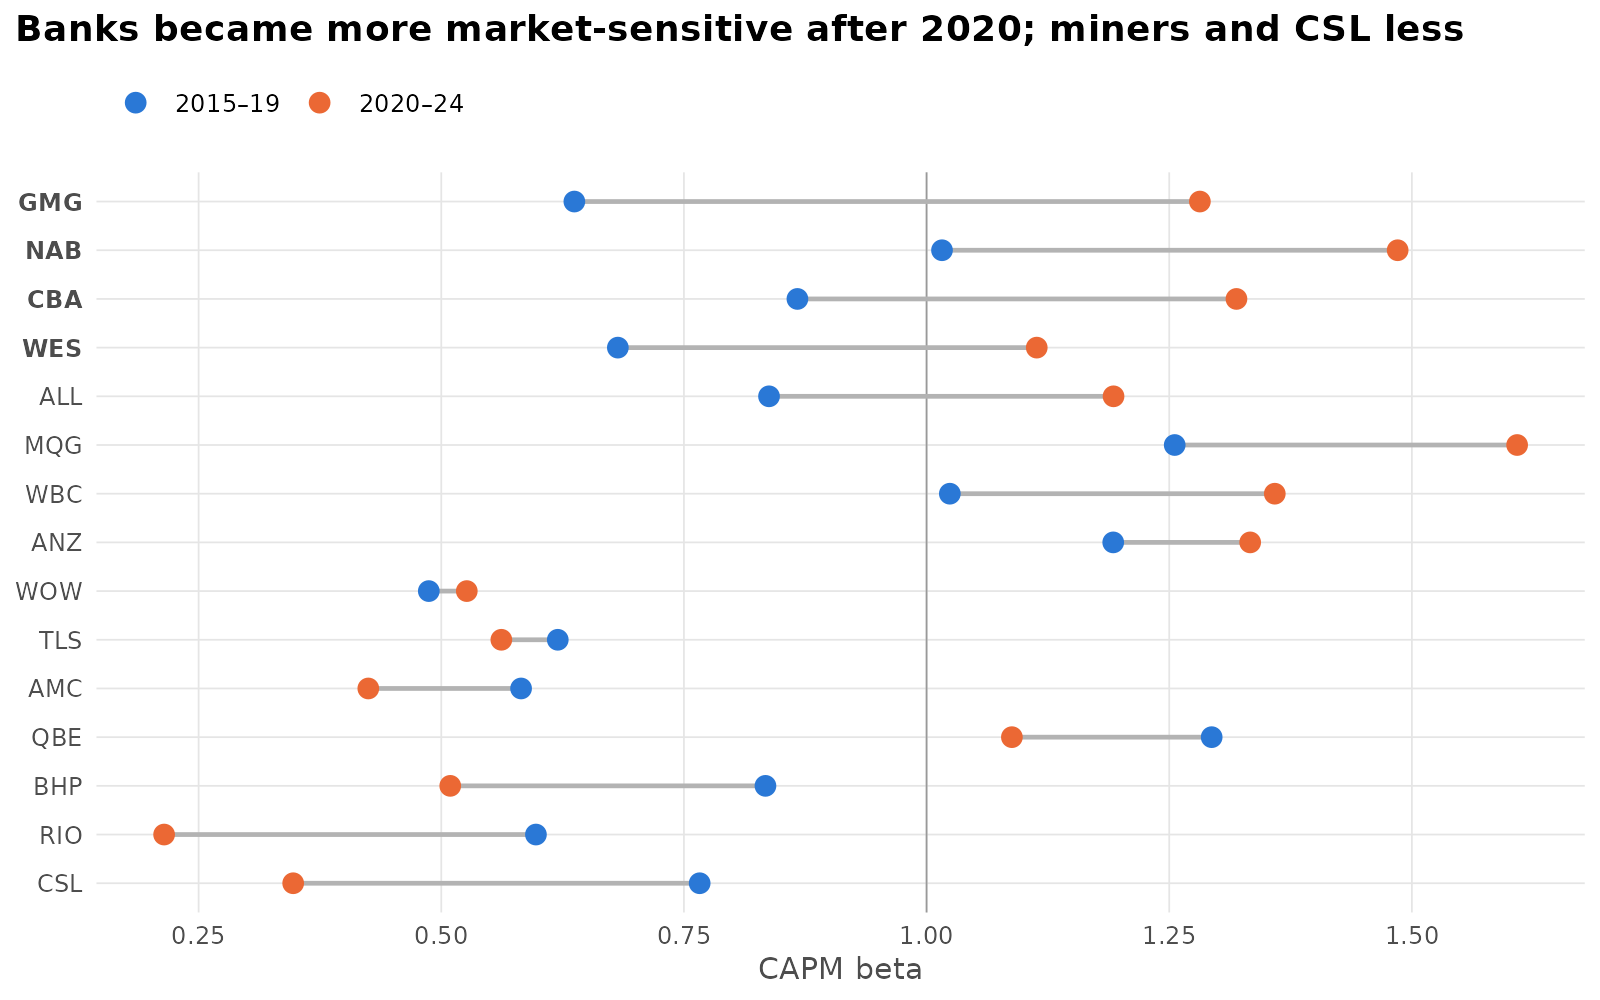 Banks became more market-sensitive after 2020; miners and CSL less
2015–19 2020–24
GMG
NAB
CBA
WES
ALL
MQG
WBC
ANZ
WOW
TLS
AMC
QBE
BHP
RIO
CSL
0.25 0.50 0.75 1.00 1.25 1.50
CAPM beta